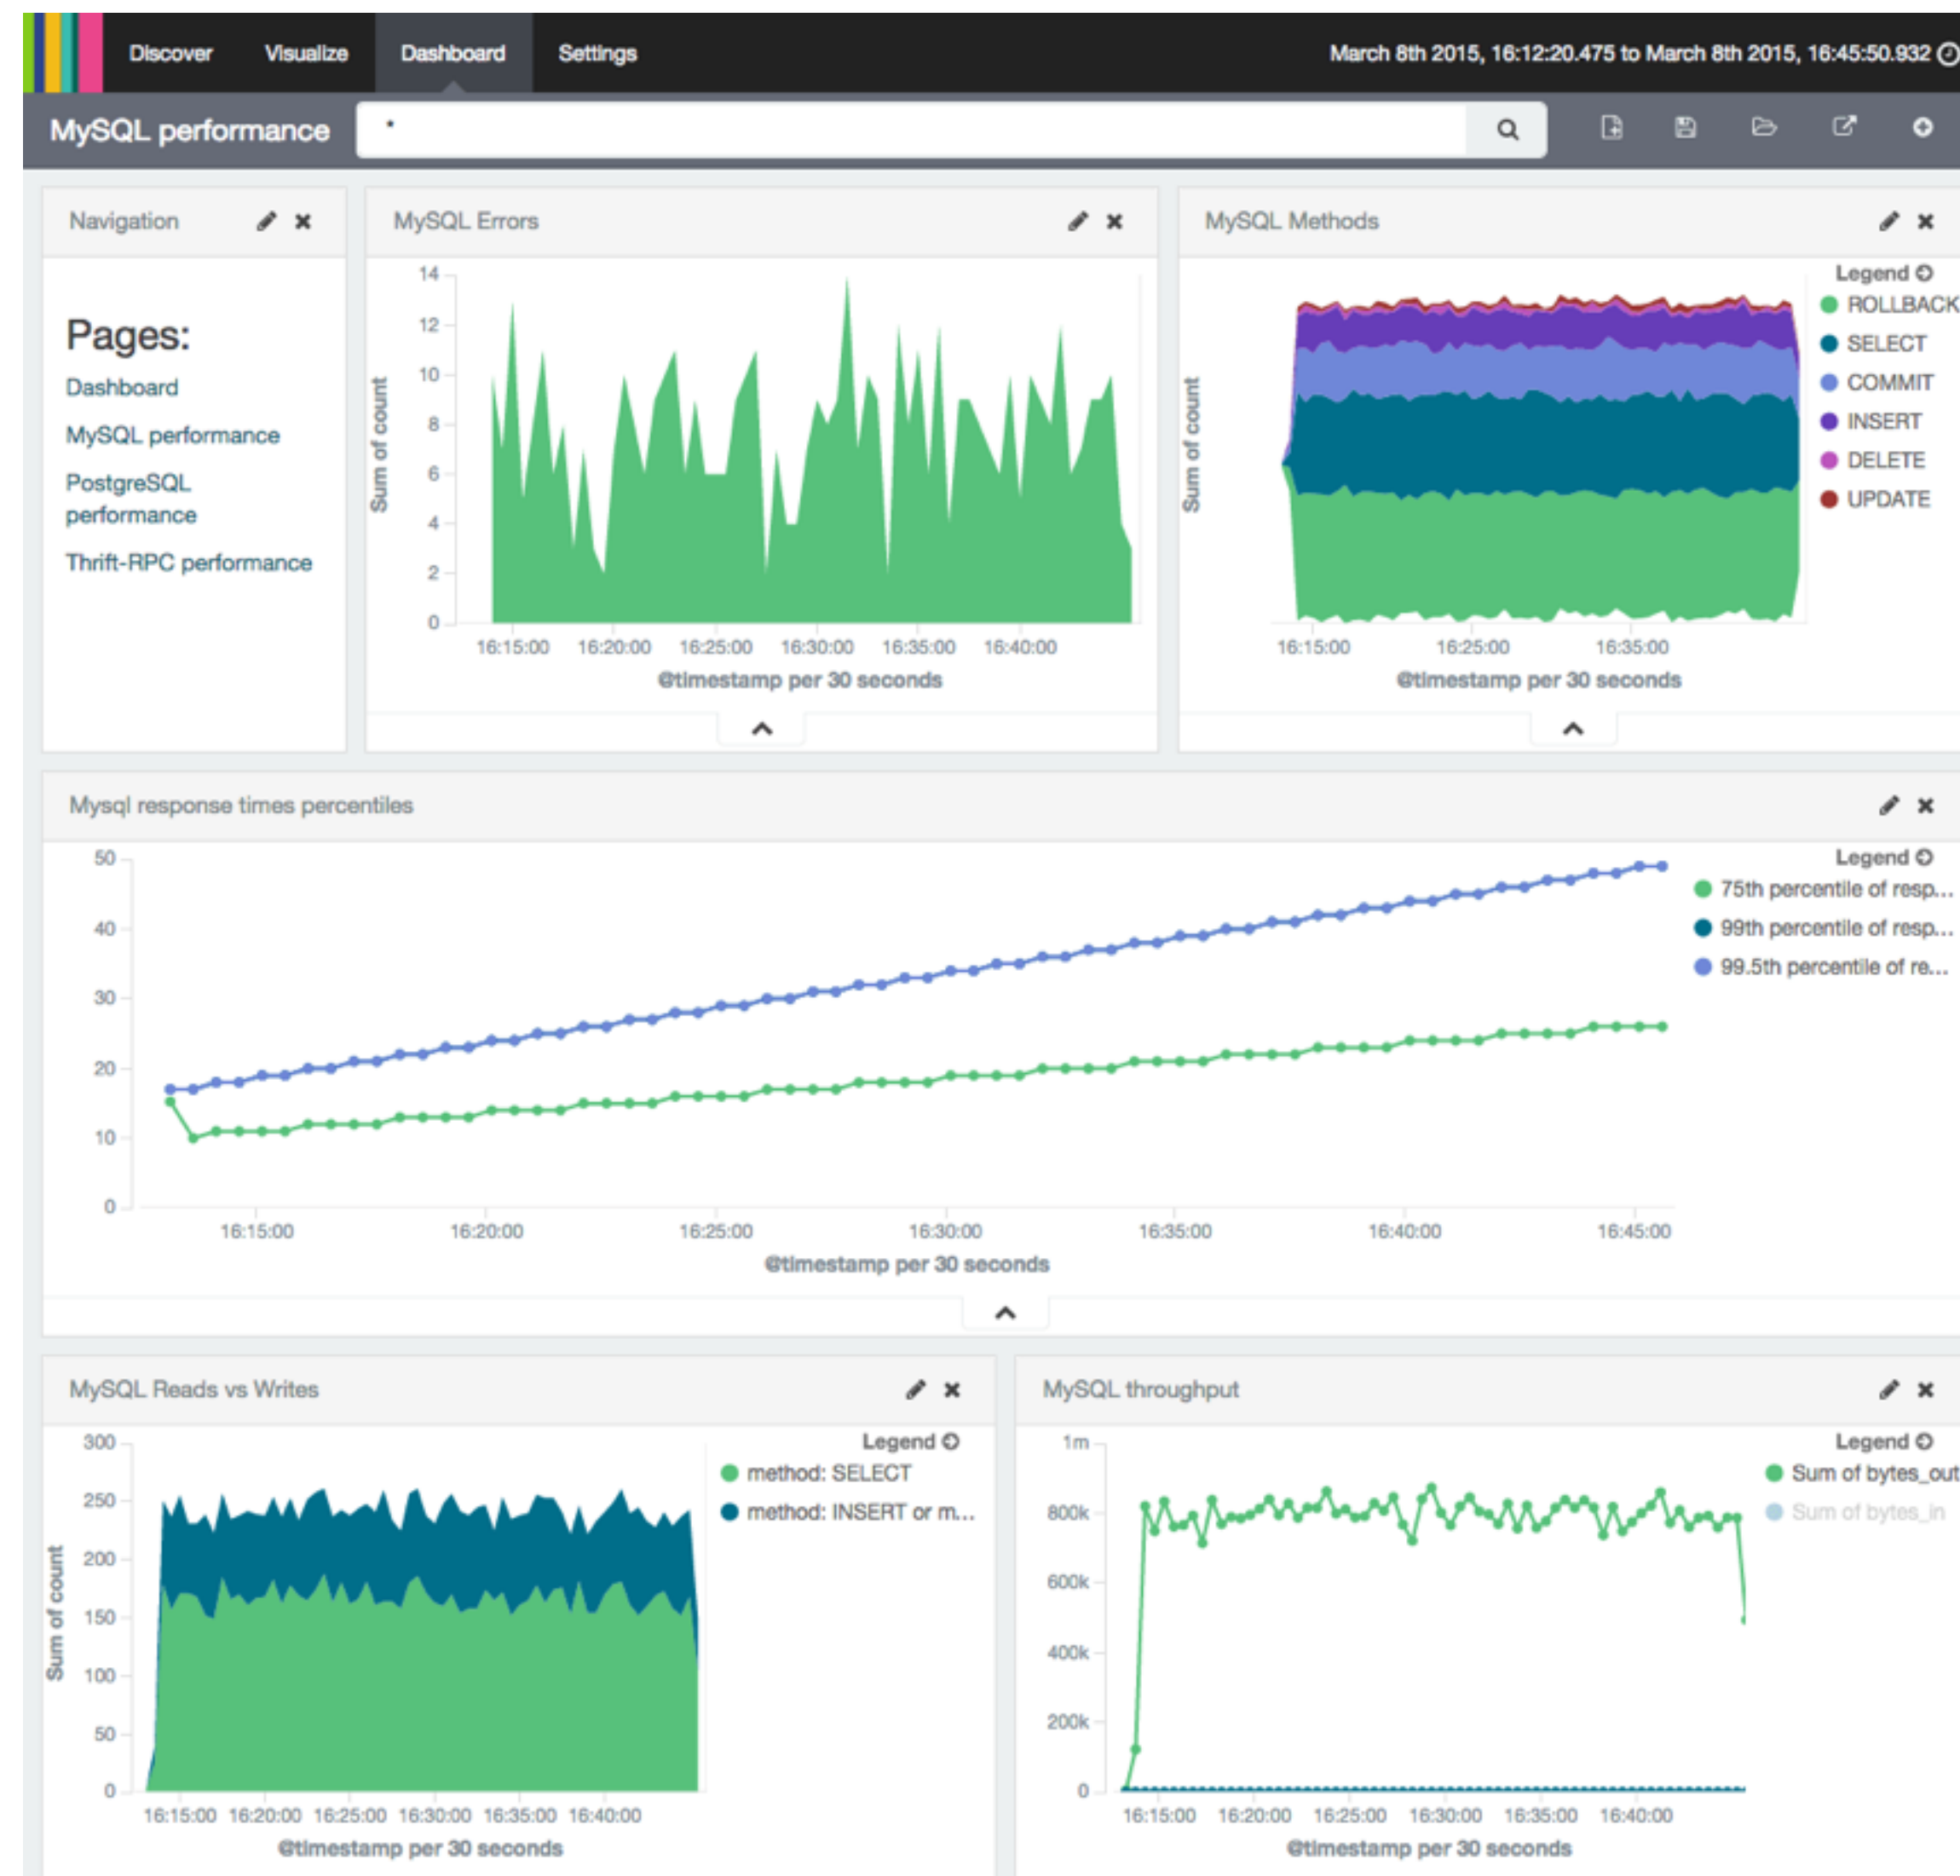 Discover Visualize Dashboard Settings March 8th 2015, 16:12:20.475 to March 8th 2015, 16:45:50.932
MySQL performance *
Navigation
Pages:
Dashboard
MySQL performance
PostgreSQL
performance
Thrift-RPC performance
MySQL Errors
14
12
10
8
6
4
2
0
Sum of count
16:15:00 16:20:00 16:25:00 16:30:00 16:35:00 16:40:00
@timestamp per 30 seconds
MySQL Methods
Sum of count
16:15:00 16:25:00 16:35:00
@timestamp per 30 seconds
Legend
ROLLBACK
SELECT
COMMIT
INSERT
DELETE
UPDATE
Mysql response times percentiles
50
40
30
20
10
0
16:15:00 16:20:00 16:25:00 16:30:00 16:35:00 16:40:00 16:45:00
@timestamp per 30 seconds
Legend
75th percentile of resp...
99th percentile of resp...
99.5th percentile of re...
MySQL Reads vs Writes
300
250
200
150
100
50
0
Sum of count
16:15:00 16:20:00 16:25:00 16:30:00 16:35:00 16:40:00
@timestamp per 30 seconds
Legend
method: SELECT
method: INSERT or m...
MySQL throughput
1m
800k
600k
400k
200k
0
16:15:00 16:20:00 16:25:00 16:30:00 16:35:00 16:40:00
@timestamp per 30 seconds
Legend
Sum of bytes_out
Sum of bytes_in